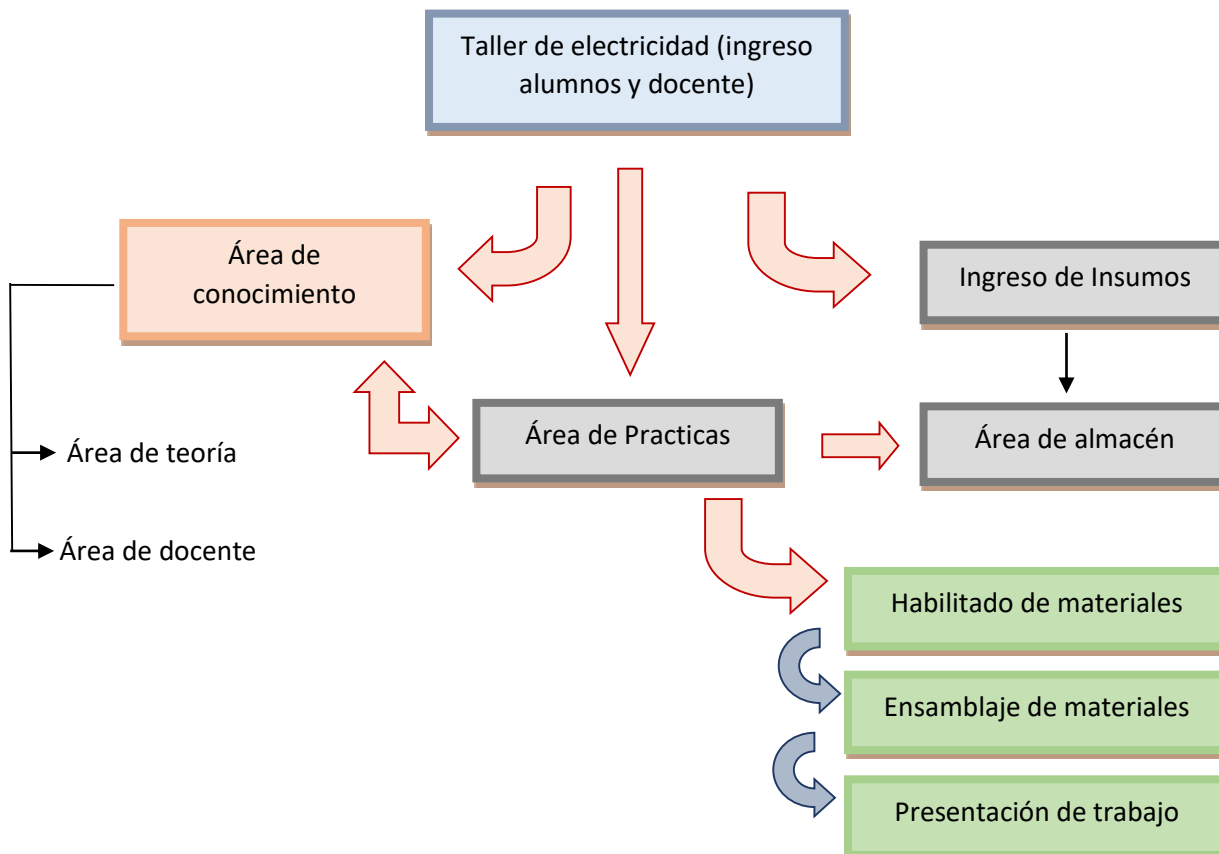 Taller de electricidad (ingreso
alumnos y docente)
Área de
conocimiento
Ingreso de Insumos
Área de Practicas
Área de almacén
Área de teoría
Área de docente
Habilitado de materiales
Ensamblaje de materiales
Presentación de trabajo